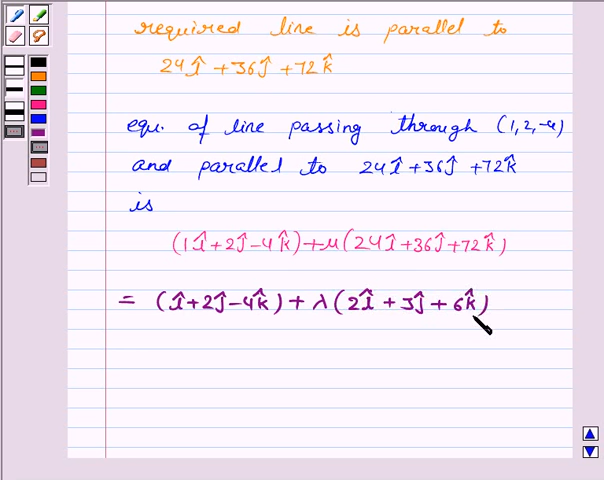 required line is parallel to
24î + 36ĵ + 72k̂
equ. of line passing through (1, 2, -4)
and parallel to 24î + 36ĵ + 72k̂
is
(1î + 2ĵ - 4k̂) + μ(24î + 36ĵ + 72k̂)
= (î + 2ĵ - 4k̂) + λ(2î + 3ĵ + 6k̂)